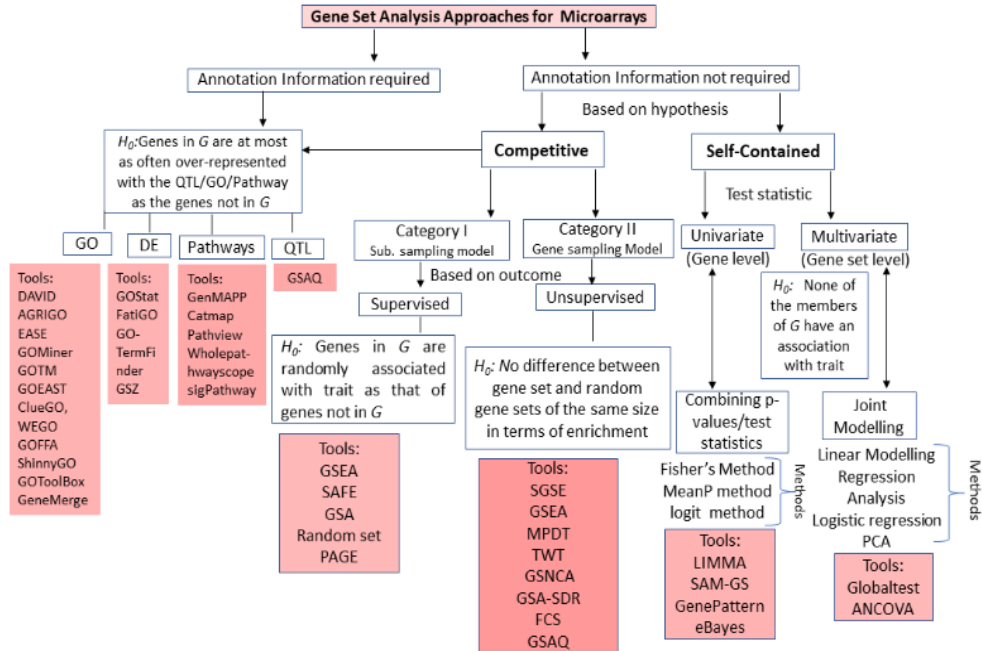 Gene Set Analysis Approaches for Microarrays
Annotation Information required
Annotation Information not required
Based on hypothesis
H0:Genes in G are at most
as often over-represented
with the QTL/GO/Pathway
as the genes not in G
Competitive
Self-Contained
Test statistic
GO
DE
Pathways
QTL
Category I
Sub. sampling model
Category II
Gene sampling Model
Univariate
(Gene level)
Multivariate
(Gene set level)
Based on outcome
Supervised
Unsupervised
Tools:
DAVID
AGRIGO
EASE
GOMiner
GOTM
GOEAST
ClueGO,
WEGO
GOFFA
ShinnyGO
GOToolBox
GeneMerge
Tools:
GOStat
FatiGO
GO-
TermFi
nder
GSZ
Tools:
GenMAPP
Catmap
Pathview
Wholepat-
hwayscope
sIgPathway
GSAQ
H0: Genes in G are
randomly associated
with trait as that of
genes not in G
H0: No difference between
gene set and random
gene sets of the same size
in terms of enrichment
H0: None of
the members
of G have an
association
with trait
Combining p-
values/test
statistics
Joint
Modelling
Tools:
GSEA
SAFE
GSA
Random set
PAGE
Tools:
SGSE
GSEA
MPDT
TWT
GSNCA
GSA-SDR
FCS
GSAQ
Fisher's Method
MeanP method
logit method
Methods
Linear Modelling
Regression
Analysis
Logistic regression
PCA
Methods
Tools:
LIMMA
SAM-GS
GenePattern
eBayes
Tools:
Globaltest
ANCOVA